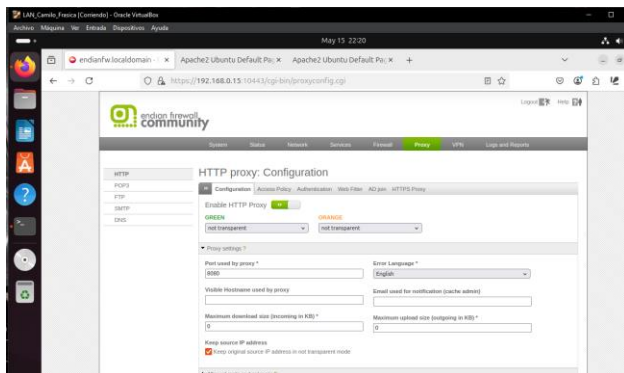 LAN_Camilo_Frasica [Corriendo] - Oracle VirtualBox
Archivo Máquina Ver Entrada Dispositivos Ayuda
May 15 22:20
endianfw.localdomain - Apache2 Ubuntu Default Pa Apache2 Ubuntu Default Pa
https://192.168.0.15:10443/cgi-bin/proxyconfig.cgi
endian firewall community
Logout Help
System Status Network Services Firewall Proxy VPN Logs and Reports
HTTP
POP3
FTP
SMTP
DNS
HTTP proxy: Configuration
Configuration Access Policy Authentication Web Filter AD join HTTPS Proxy
Enable HTTP Proxy
GREEN ORANGE
not transparent not transparent
Proxy settings ?
Port used by proxy * Error Language *
8080 English
Visible Hostname used by proxy Email used for notification (cache admin)
Maximum download size (incoming in KB) * Maximum upload size (outgoing in KB) *
0 0
Keep source IP address
Keep original source IP address in not transparent mode